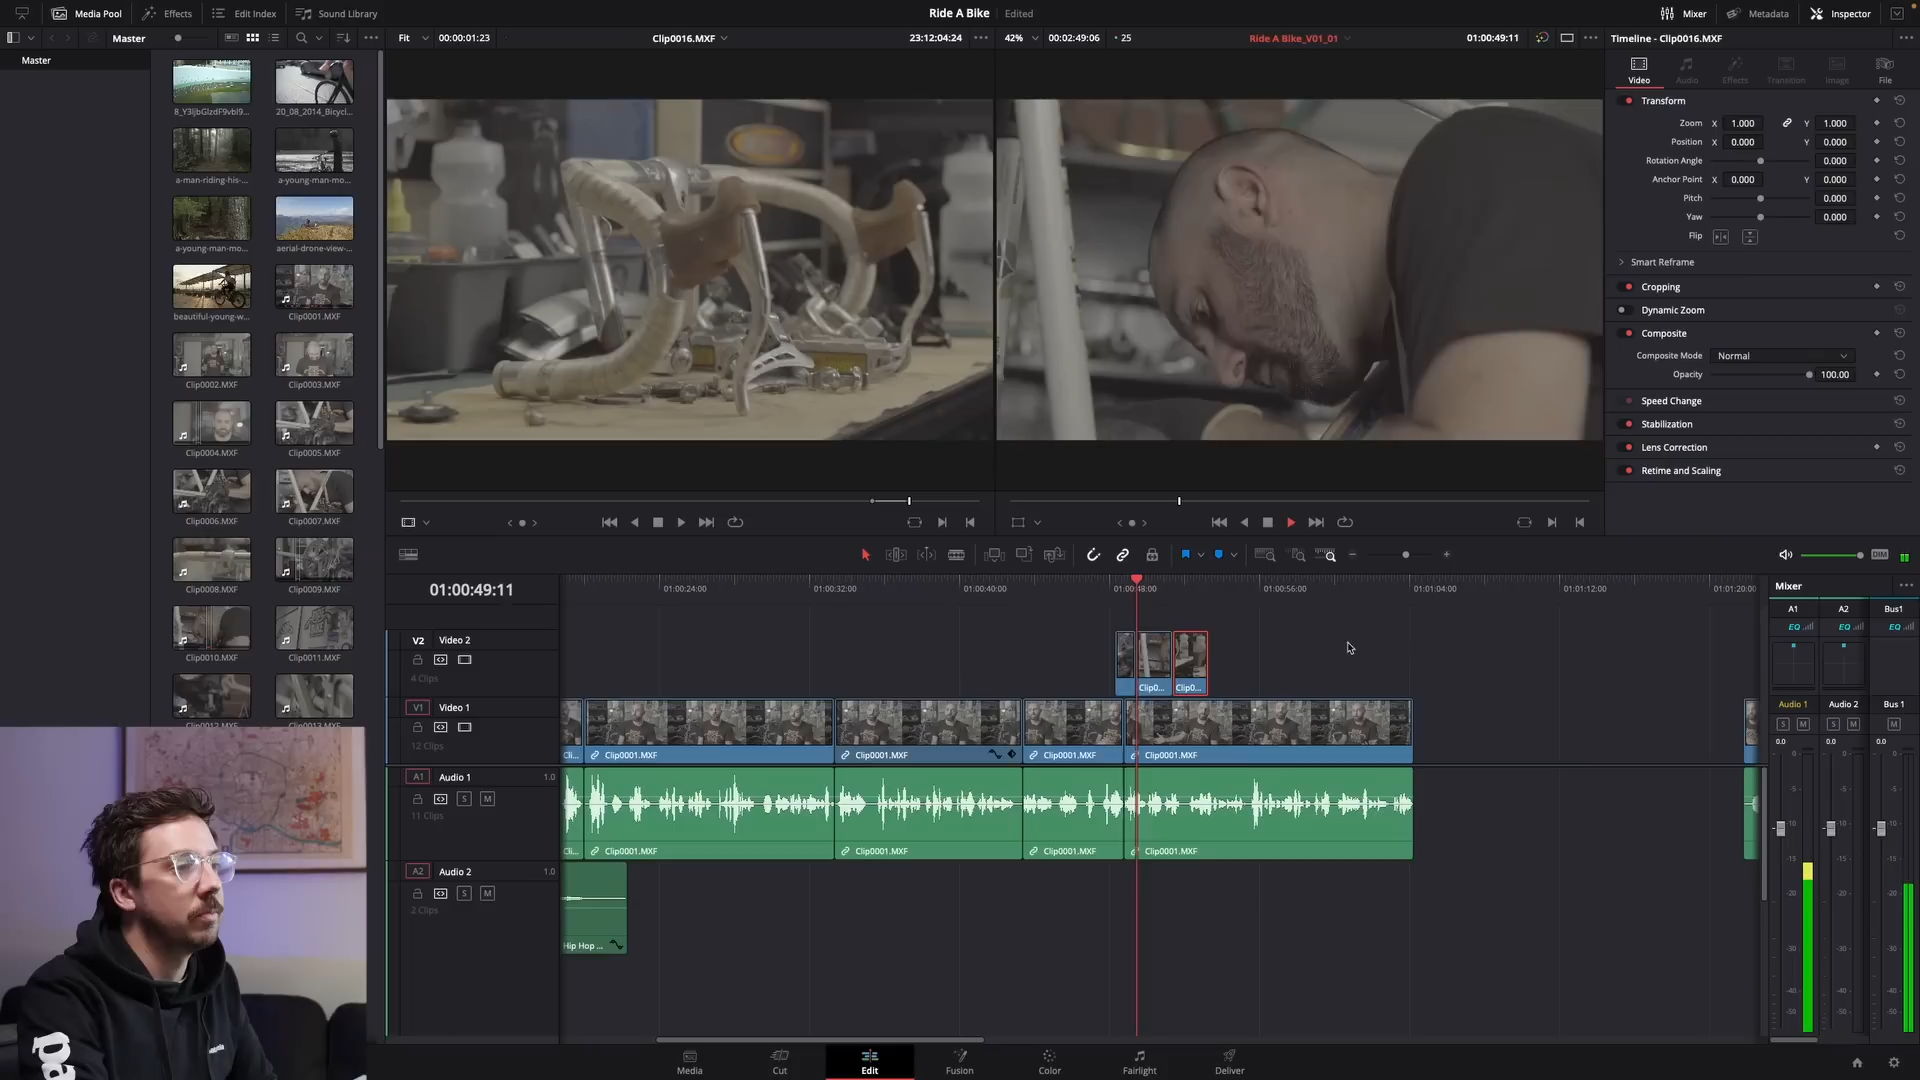 Media Pool
Effects
Edit Index
Sound Library
Ride A Bike
Edited
Mixer
Metadata
Inspector
Master
Fit
00:00:01:23
Clip0016.MXF
23:12:04:24
42%
00:02:49:06
25
Ride A Bike_V01_01
01:00:49:11
Timeline - Clip0016.MXF
Master
8_Y3ljbGlzdF9vbl9...
20_08_2014_Bicycl...
a-man-riding-his-...
a-young-man-mo...
a-young-man-mo...
aerial-drone-view-...
beautiful-young-w...
Clip0001.MXF
Clip0002.MXF
Clip0003.MXF
Clip0004.MXF
Clip0005.MXF
Clip0006.MXF
Clip0007.MXF
Clip0008.MXF
Clip0009.MXF
Clip0010.MXF
Clip0011.MXF
Clip0012.MXF
Clip0013.MXF
Video
Audio
Effects
Transition
Image
File
Transform
Zoom X 1.000 Y 1.000
Position X 0.000 Y 0.000
Rotation Angle 0.000
Anchor Point X 0.000 Y 0.000
Pitch 0.000
Yaw 0.000
Flip
Smart Reframe
Cropping
Dynamic Zoom
Composite
Composite Mode Normal
Opacity 100.00
Speed Change
Stabilization
Lens Correction
Retime and Scaling
DIM
01:00:49:11
01:00:24:00
01:00:32:00
01:00:40:00
01:00:48:00
01:00:56:00
01:01:04:00
01:01:12:00
01:01:20:00
V2 Video 2
4 Clips
Clip0...
Clip0...
V1 Video 1
12 Clips
Cli...
Clip0001.MXF
Clip0001.MXF
Clip0001.MXF
Clip0001.MXF
A1 Audio 1 1.0
S M
11 Clips
Cli...
Clip0001.MXF
Clip0001.MXF
Clip0001.MXF
Clip0001.MXF
A2 Audio 2 1.0
S M
2 Clips
Hip Hop ...
Mixer
A1 A2 Bus1
EQ EQ EQ
Audio 1 Audio 2 Bus 1
S M S M M
0.0 0.0 0.0
0 0 0
-5 -5 -5
-10 -10 -10
-15 -15 -15
-20 -20 -20
-30 -30 -30
-40 -40 -40
-50 -50 -50
Media
Cut
Edit
Fusion
Color
Fairlight
Deliver